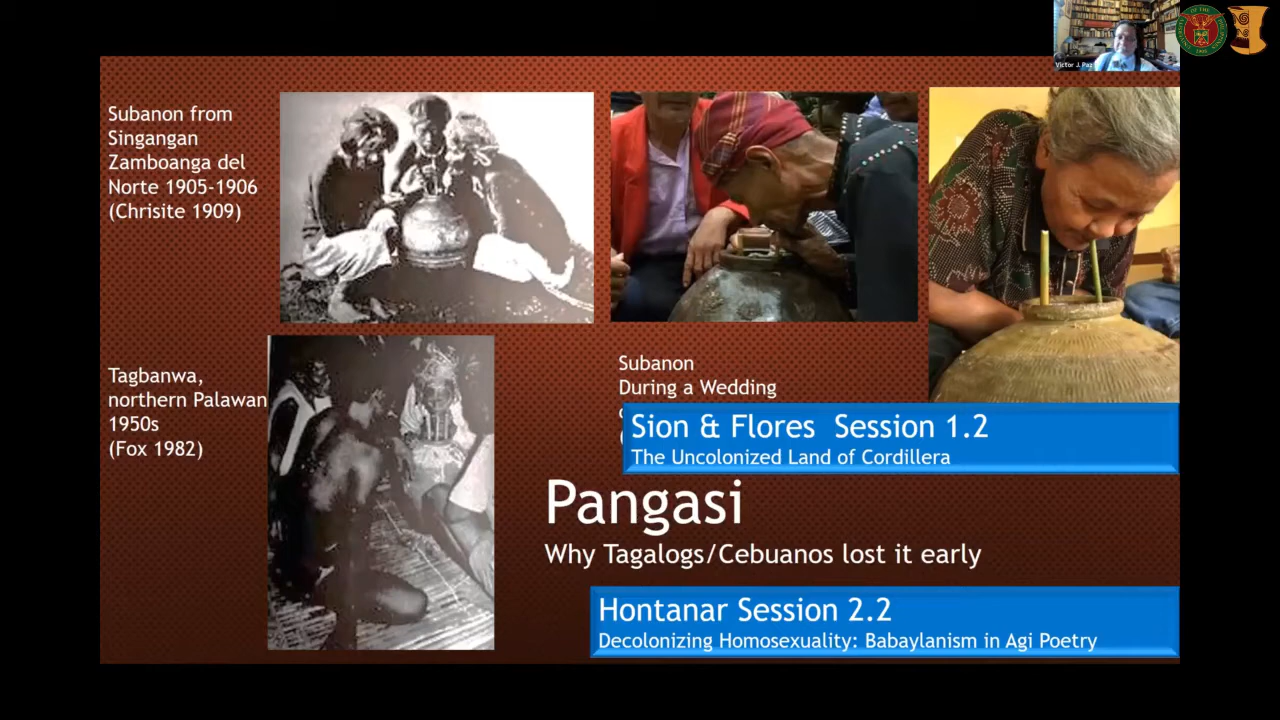 Victor J. Paz
Subanon from
Singangan
Zamboanga del
Norte 1905-1906
(Chrisite 1909)
Tagbanwa,
northern Palawan
1950s
(Fox 1982)
Subanon
During a Wedding
Sion & Flores Session 1.2
The Uncolonized Land of Cordillera
Pangasi
Why Tagalogs/Cebuanos lost it early
Hontanar Session 2.2
Decolonizing Homosexuality: Babaylanism in Agi Poetry